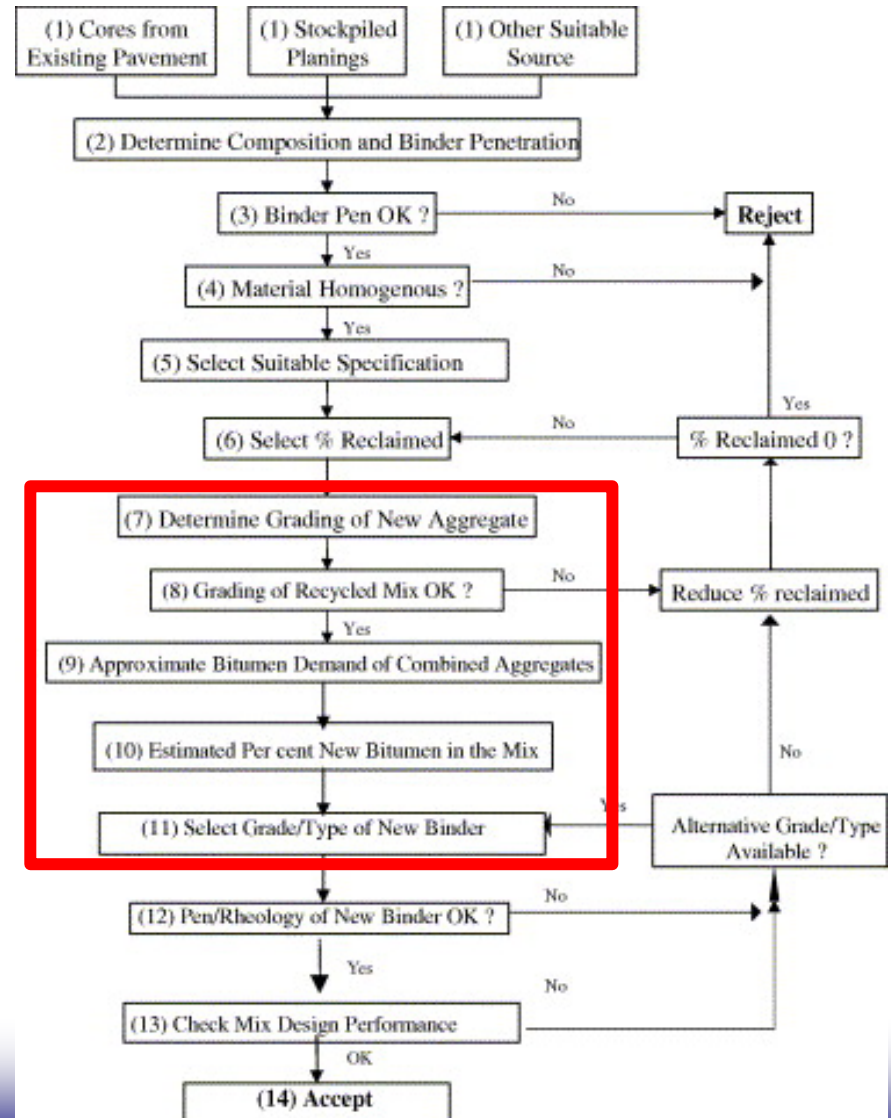 (1) Cores from
Existing Pavement
(1) Stockpiled
Planings
(1) Other Suitable
Source
(2) Determine Composition and Binder Penetration
(3) Binder Pen OK ?
No
Reject
Yes
(4) Material Homogenous ?
No
Yes
(5) Select Suitable Specification
Yes
(6) Select % Reclaimed
No
% Reclaimed 0 ?
(7) Determine Grading of New Aggregate
(8) Grading of Recycled Mix OK ?
No
Reduce % reclaimed
Yes
(9) Approximate Bitumen Demand of Combined Aggregates
(10) Estimated Per cent New Bitumen in the Mix
No
(11) Select Grade/Type of New Binder
Yes
Alternative Grade/Type
Available ?
(12) Pen/Rheology of New Binder OK ?
No
Yes
No
(13) Check Mix Design Performance
OK
(14) Accept